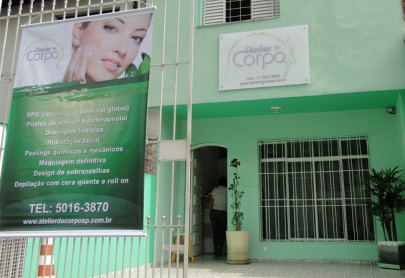 Atelier do
Corpo
RPG (reeducação postural global)
Pilates de solo (fisioterapeuta)
Drenagem linfática
Hidratação facial
Peelings químicos e mecânicos
Maquiagem definitiva
Design de sobrancelhas
Depilação com cera quente e roll on
TEL: 5016-3870
www.atelierdocorposp.com.br
Atelier do
Corpo